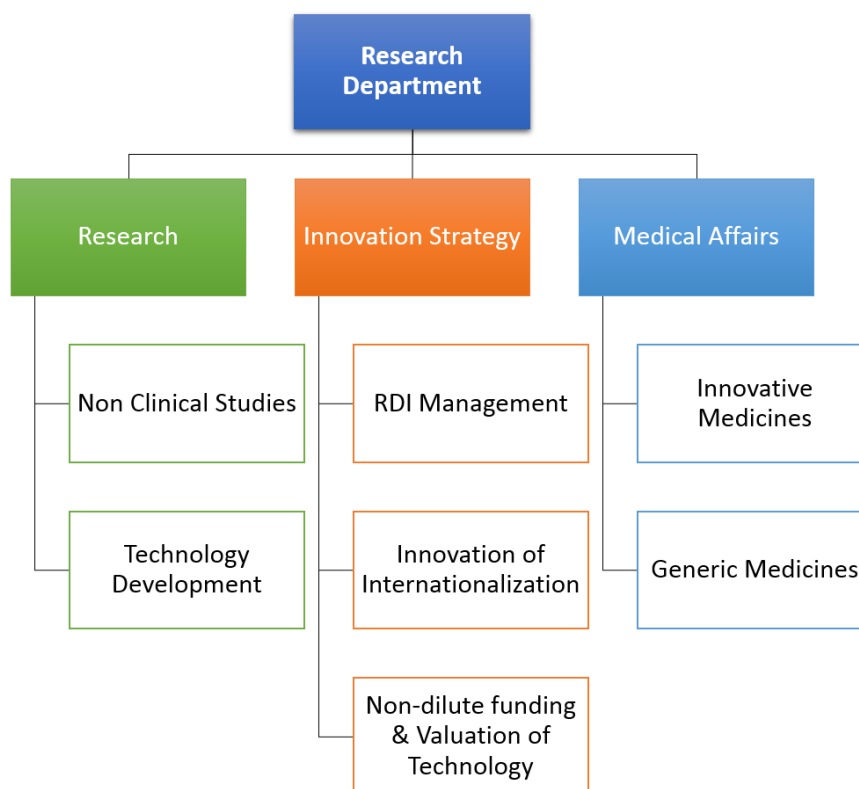 Research
Department
Research
Innovation Strategy
Medical Affairs
Non Clinical Studies
RDI Management
Innovative
Medicines
Technology
Development
Innovation of
Internationalization
Generic Medicines
Non-dilute funding
& Valuation of
Technology